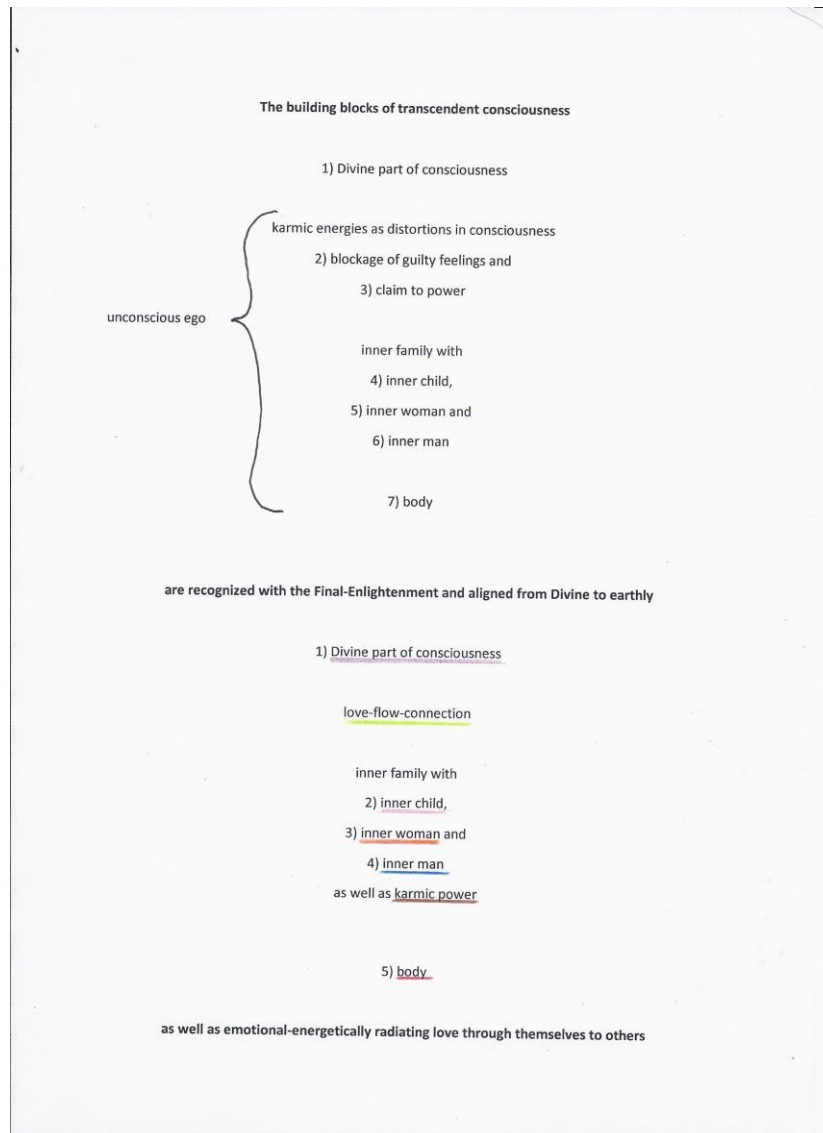 The building blocks of transcendent consciousness
1) Divine part of consciousness
karmic energies as distortions in consciousness
2) blockage of guilty feelings and
3) claim to power
unconscious ego
inner family with
4) inner child,
5) inner woman and
6) inner man
7) body
are recognized with the Final-Enlightenment and aligned from Divine to earthly
1) Divine part of consciousness
love-flow-connection
inner family with
2) inner child,
3) inner woman and
4) inner man
as well as karmic power
5) body
as well as emotional-energetically radiating love through themselves to others